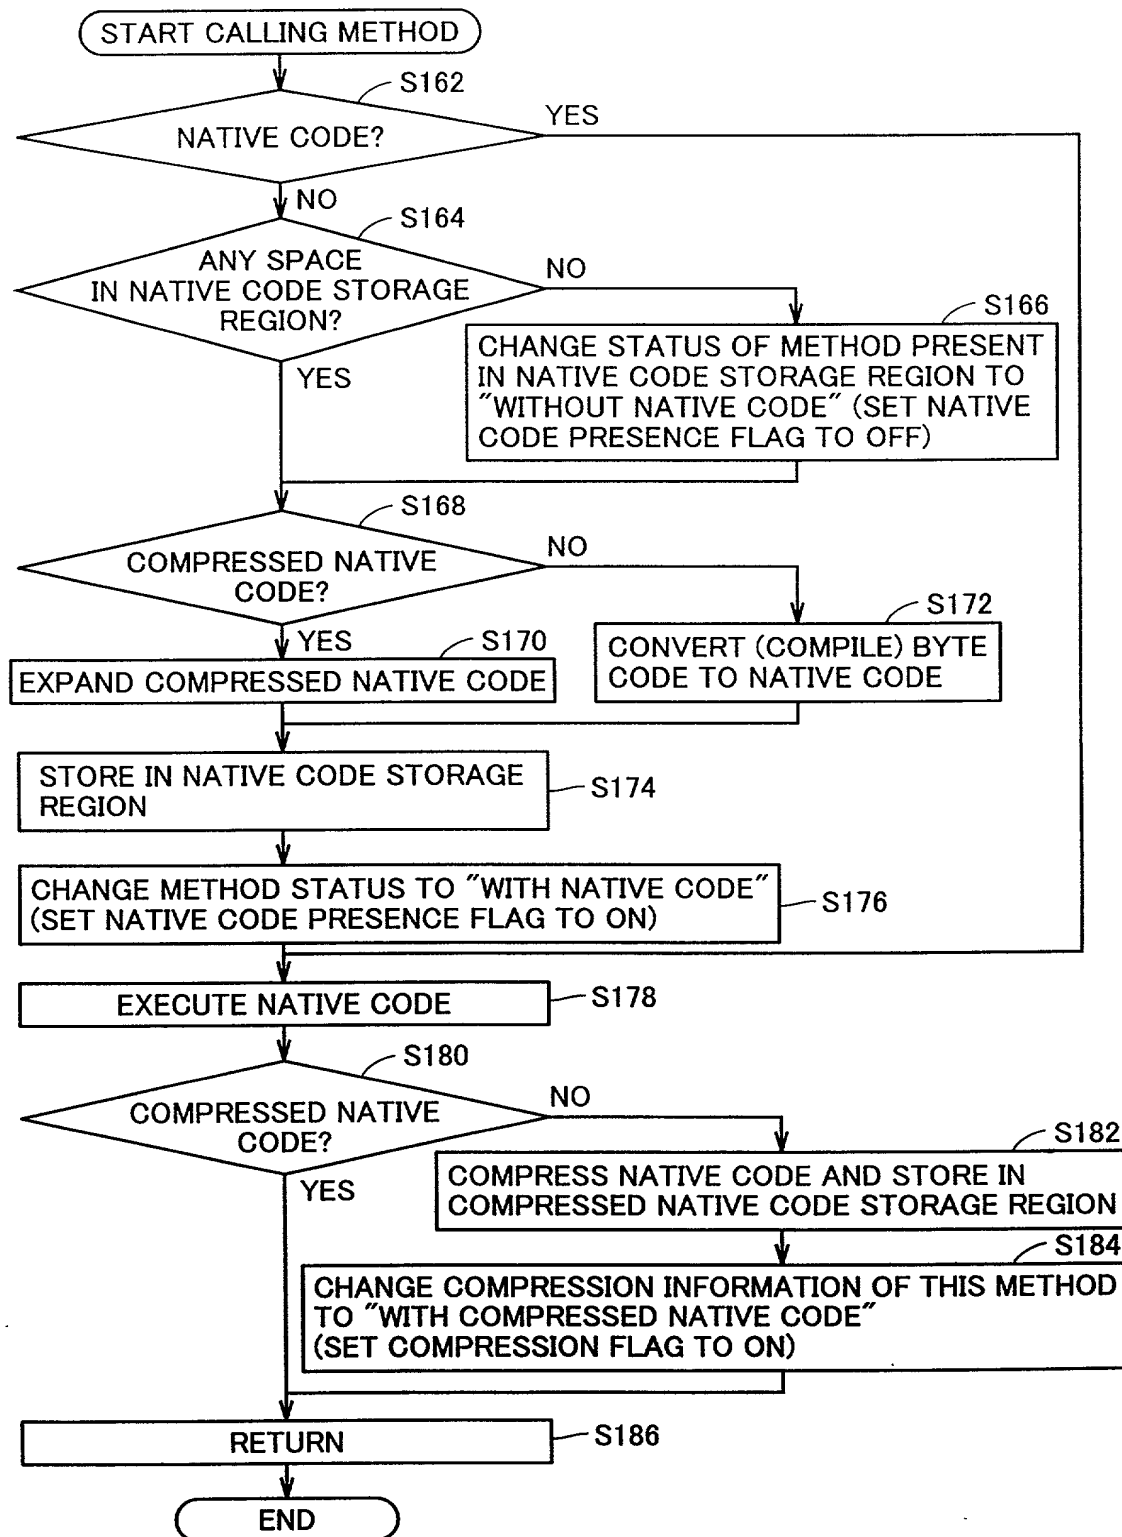 START CALLING METHOD
S162
NATIVE CODE?
YES
NO
S164
ANY SPACE
IN NATIVE CODE STORAGE
REGION?
NO
YES
S166
CHANGE STATUS OF METHOD PRESENT
IN NATIVE CODE STORAGE REGION TO
"WITHOUT NATIVE CODE" (SET NATIVE
CODE PRESENCE FLAG TO OFF)
S168
COMPRESSED NATIVE
CODE?
NO
YES
S170
EXPAND COMPRESSED NATIVE CODE
S172
CONVERT (COMPILE) BYTE
CODE TO NATIVE CODE
STORE IN NATIVE CODE STORAGE
REGION
S174
CHANGE METHOD STATUS TO "WITH NATIVE CODE"
(SET NATIVE CODE PRESENCE FLAG TO ON)
S176
EXECUTE NATIVE CODE
S178
S180
COMPRESSED NATIVE
CODE?
NO
YES
S182
COMPRESS NATIVE CODE AND STORE IN
COMPRESSED NATIVE CODE STORAGE REGION
S184
CHANGE COMPRESSION INFORMATION OF THIS METHOD
TO "WITH COMPRESSED NATIVE CODE"
(SET COMPRESSION FLAG TO ON)
RETURN
S186
END